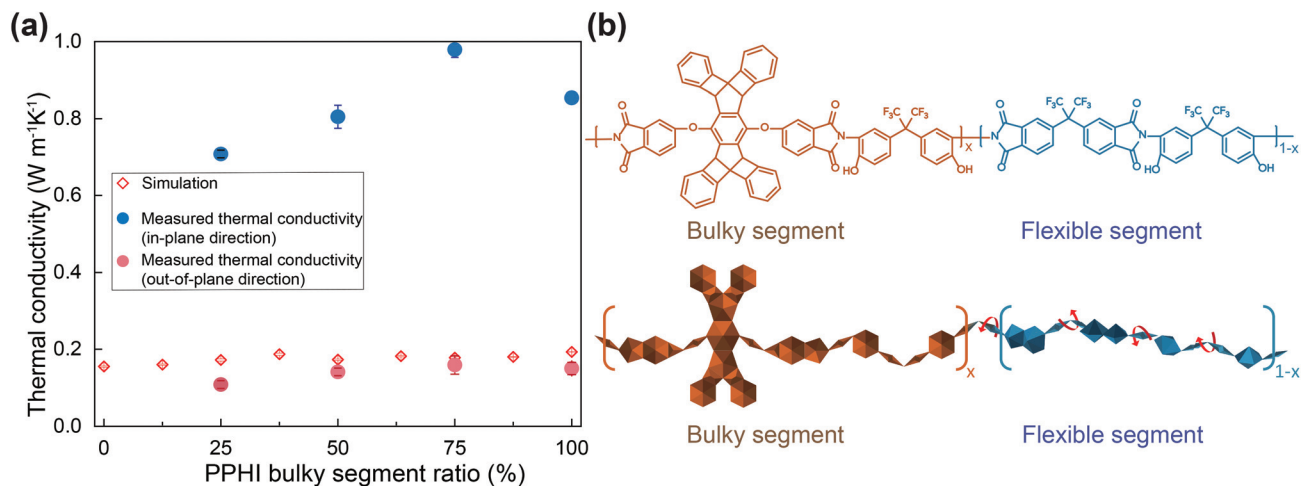 (a)
1.0
0.8
0.6
0.4
0.2
0.0
Thermal conductivity (W m⁻¹K⁻¹)
Simulation
Measured thermal conductivity
(in-plane direction)
Measured thermal conductivity
(out-of-plane direction)
0 25 50 75 100
PPHI bulky segment ratio (%)
(b)
F₃C CF₃ F₃C CF₃ F₃C CF₃
O O O O O O
N O O N N N
O O O O
HO OH HO OH
x 1-x
Bulky segment Flexible segment
x 1-x
Bulky segment Flexible segment